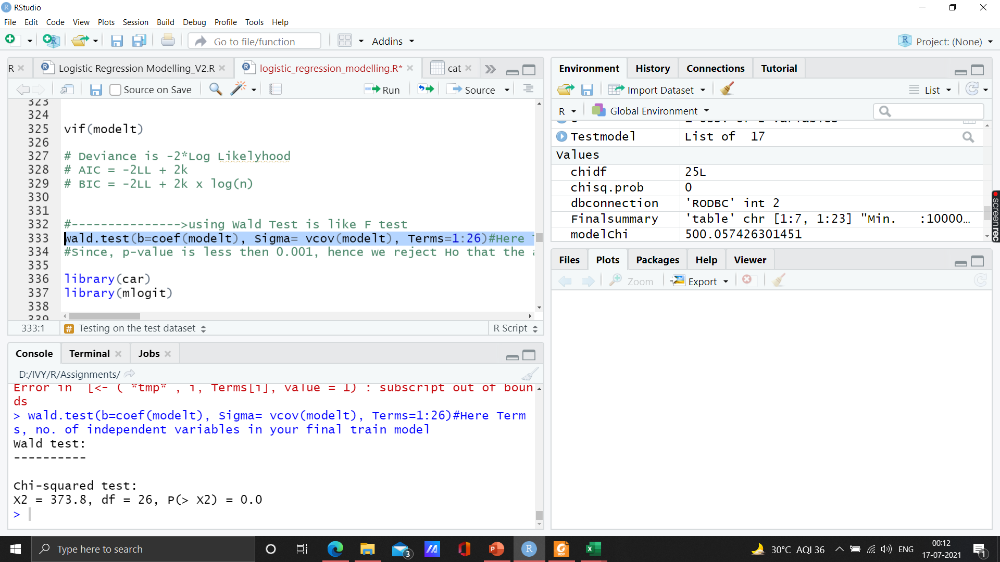 RStudio
File Edit Code View Plots Session Build Debug Profile Tools Help
Go to file/function Addins Project: (None)
R Logistic Regression Modelling_V2.R logistic_regression_modelling.R* cat
Source on Save Run Source
323
324
325 vif(modelt)
326
327 # Deviance is -2*Log Likelyhood
328 # AIC = -2LL + 2k
329 # BIC = -2LL + 2k x log(n)
330
331
332 #--------------->using Wald Test is like F test
333 wald.test(b=coef(modelt), Sigma= vcov(modelt), Terms=1:26)#Here
334 #Since, p-value is less then 0.001, hence we reject Ho that the
335
336 library(car)
337 library(mlogit)
338
339
333:1 Testing on the test dataset R Script
Console Terminal Jobs
D:/IVY/R/Assignments/
Error in `[<-`(`*tmp*`, i, Terms[i], value = 1) : subscript out of boun
ds
> wald.test(b=coef(modelt), Sigma= vcov(modelt), Terms=1:26)#Here Term
s, no. of independent variables in your final train model
Wald test:
----------
Chi-squared test:
X2 = 373.8, df = 26, P(> X2) = 0.0
>
Environment History Connections Tutorial
Import Dataset List
R Global Environment
1 obs. of 2 variables
Testmodel List of 17
Values
chidf 25L
chisq.prob 0
dbconnection 'RODBC' int 2
Finalsummary 'table' chr [1:7, 1:23] "Min. :10000…
modelChi 500.057426301451
Files Plots Packages Help Viewer
Zoom Export
screenrec
Type here to search
3
30°C AQI 36 ENG
00:12
17-07-2021
1